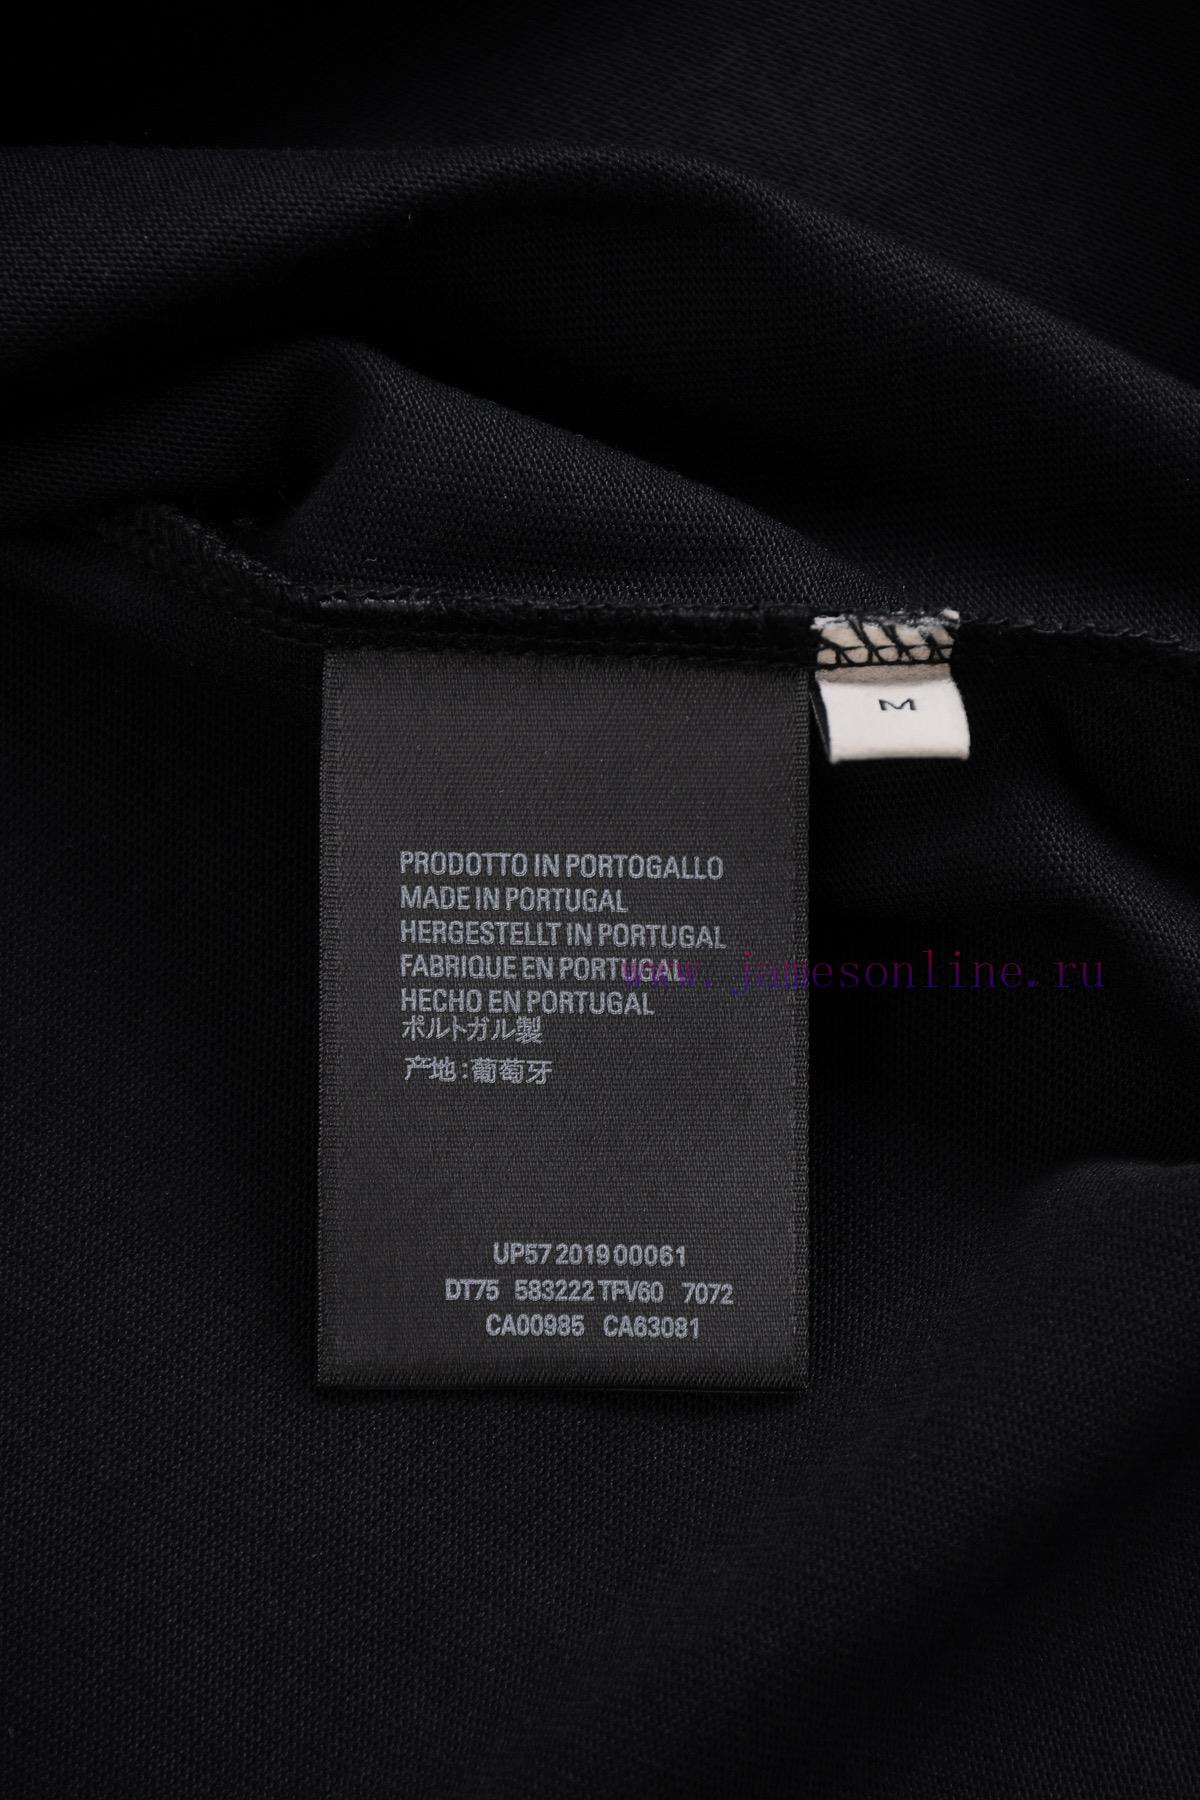 M
PRODOTTO IN PORTOGALLO
MADE IN PORTUGAL
HERGESTELLT IN PORTUGAL
FABRIQUE EN PORTUGAL
HECHO EN PORTUGAL
ポルトガル製
产地:葡萄牙
www.jamesonline.ru
UP57 2019 00061
DT75 583222 TFV60 7072
CA00985 CA63081